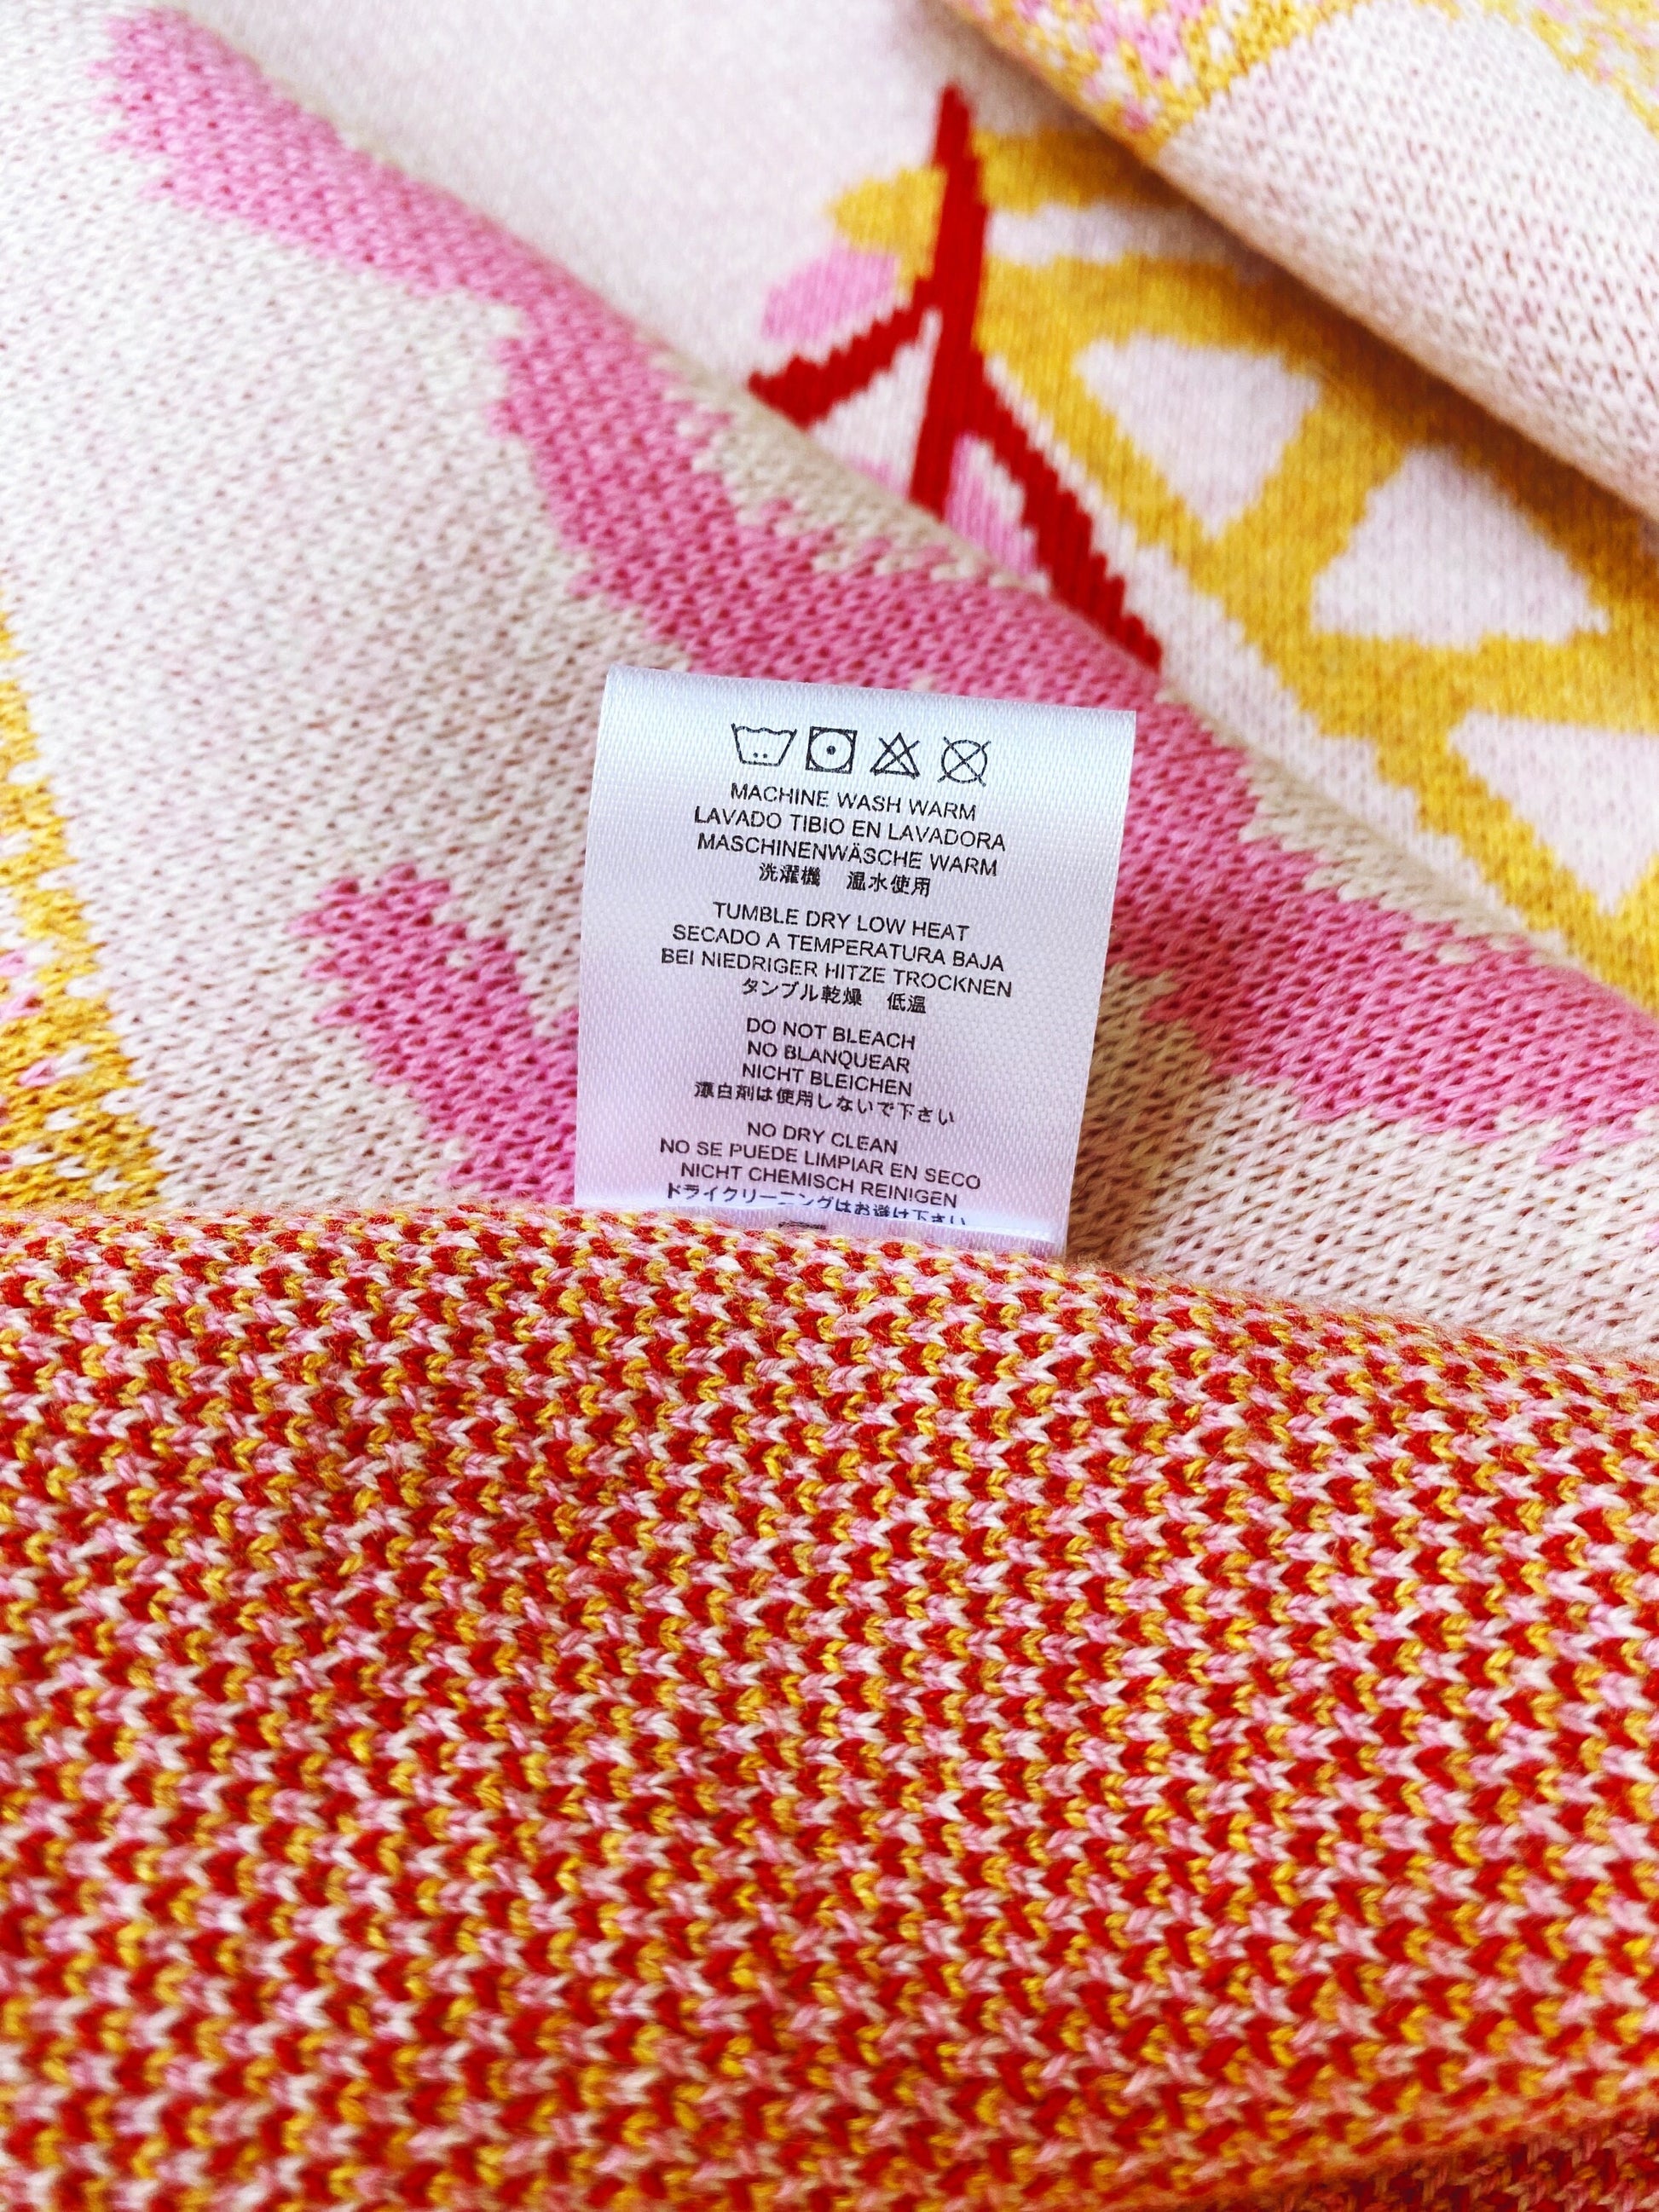 MACHINE WASH WARM
LAVADO TIBIO EN LAVADORA
MASCHINENWÄSCHE WARM
洗濯機 温水使用
TUMBLE DRY LOW HEAT
SECADO A TEMPERATURA BAJA
BEI NIEDRIGER HITZE TROCKNEN
タンブル乾燥 低温
DO NOT BLEACH
NO BLANQUEAR
NICHT BLEICHEN
漂白剤は使用しないで下さい
NO DRY CLEAN
NO SE PUEDE LIMPIAR EN SECO
NICHT CHEMISCH REINIGEN
ドライクリーニングはお避け下さい